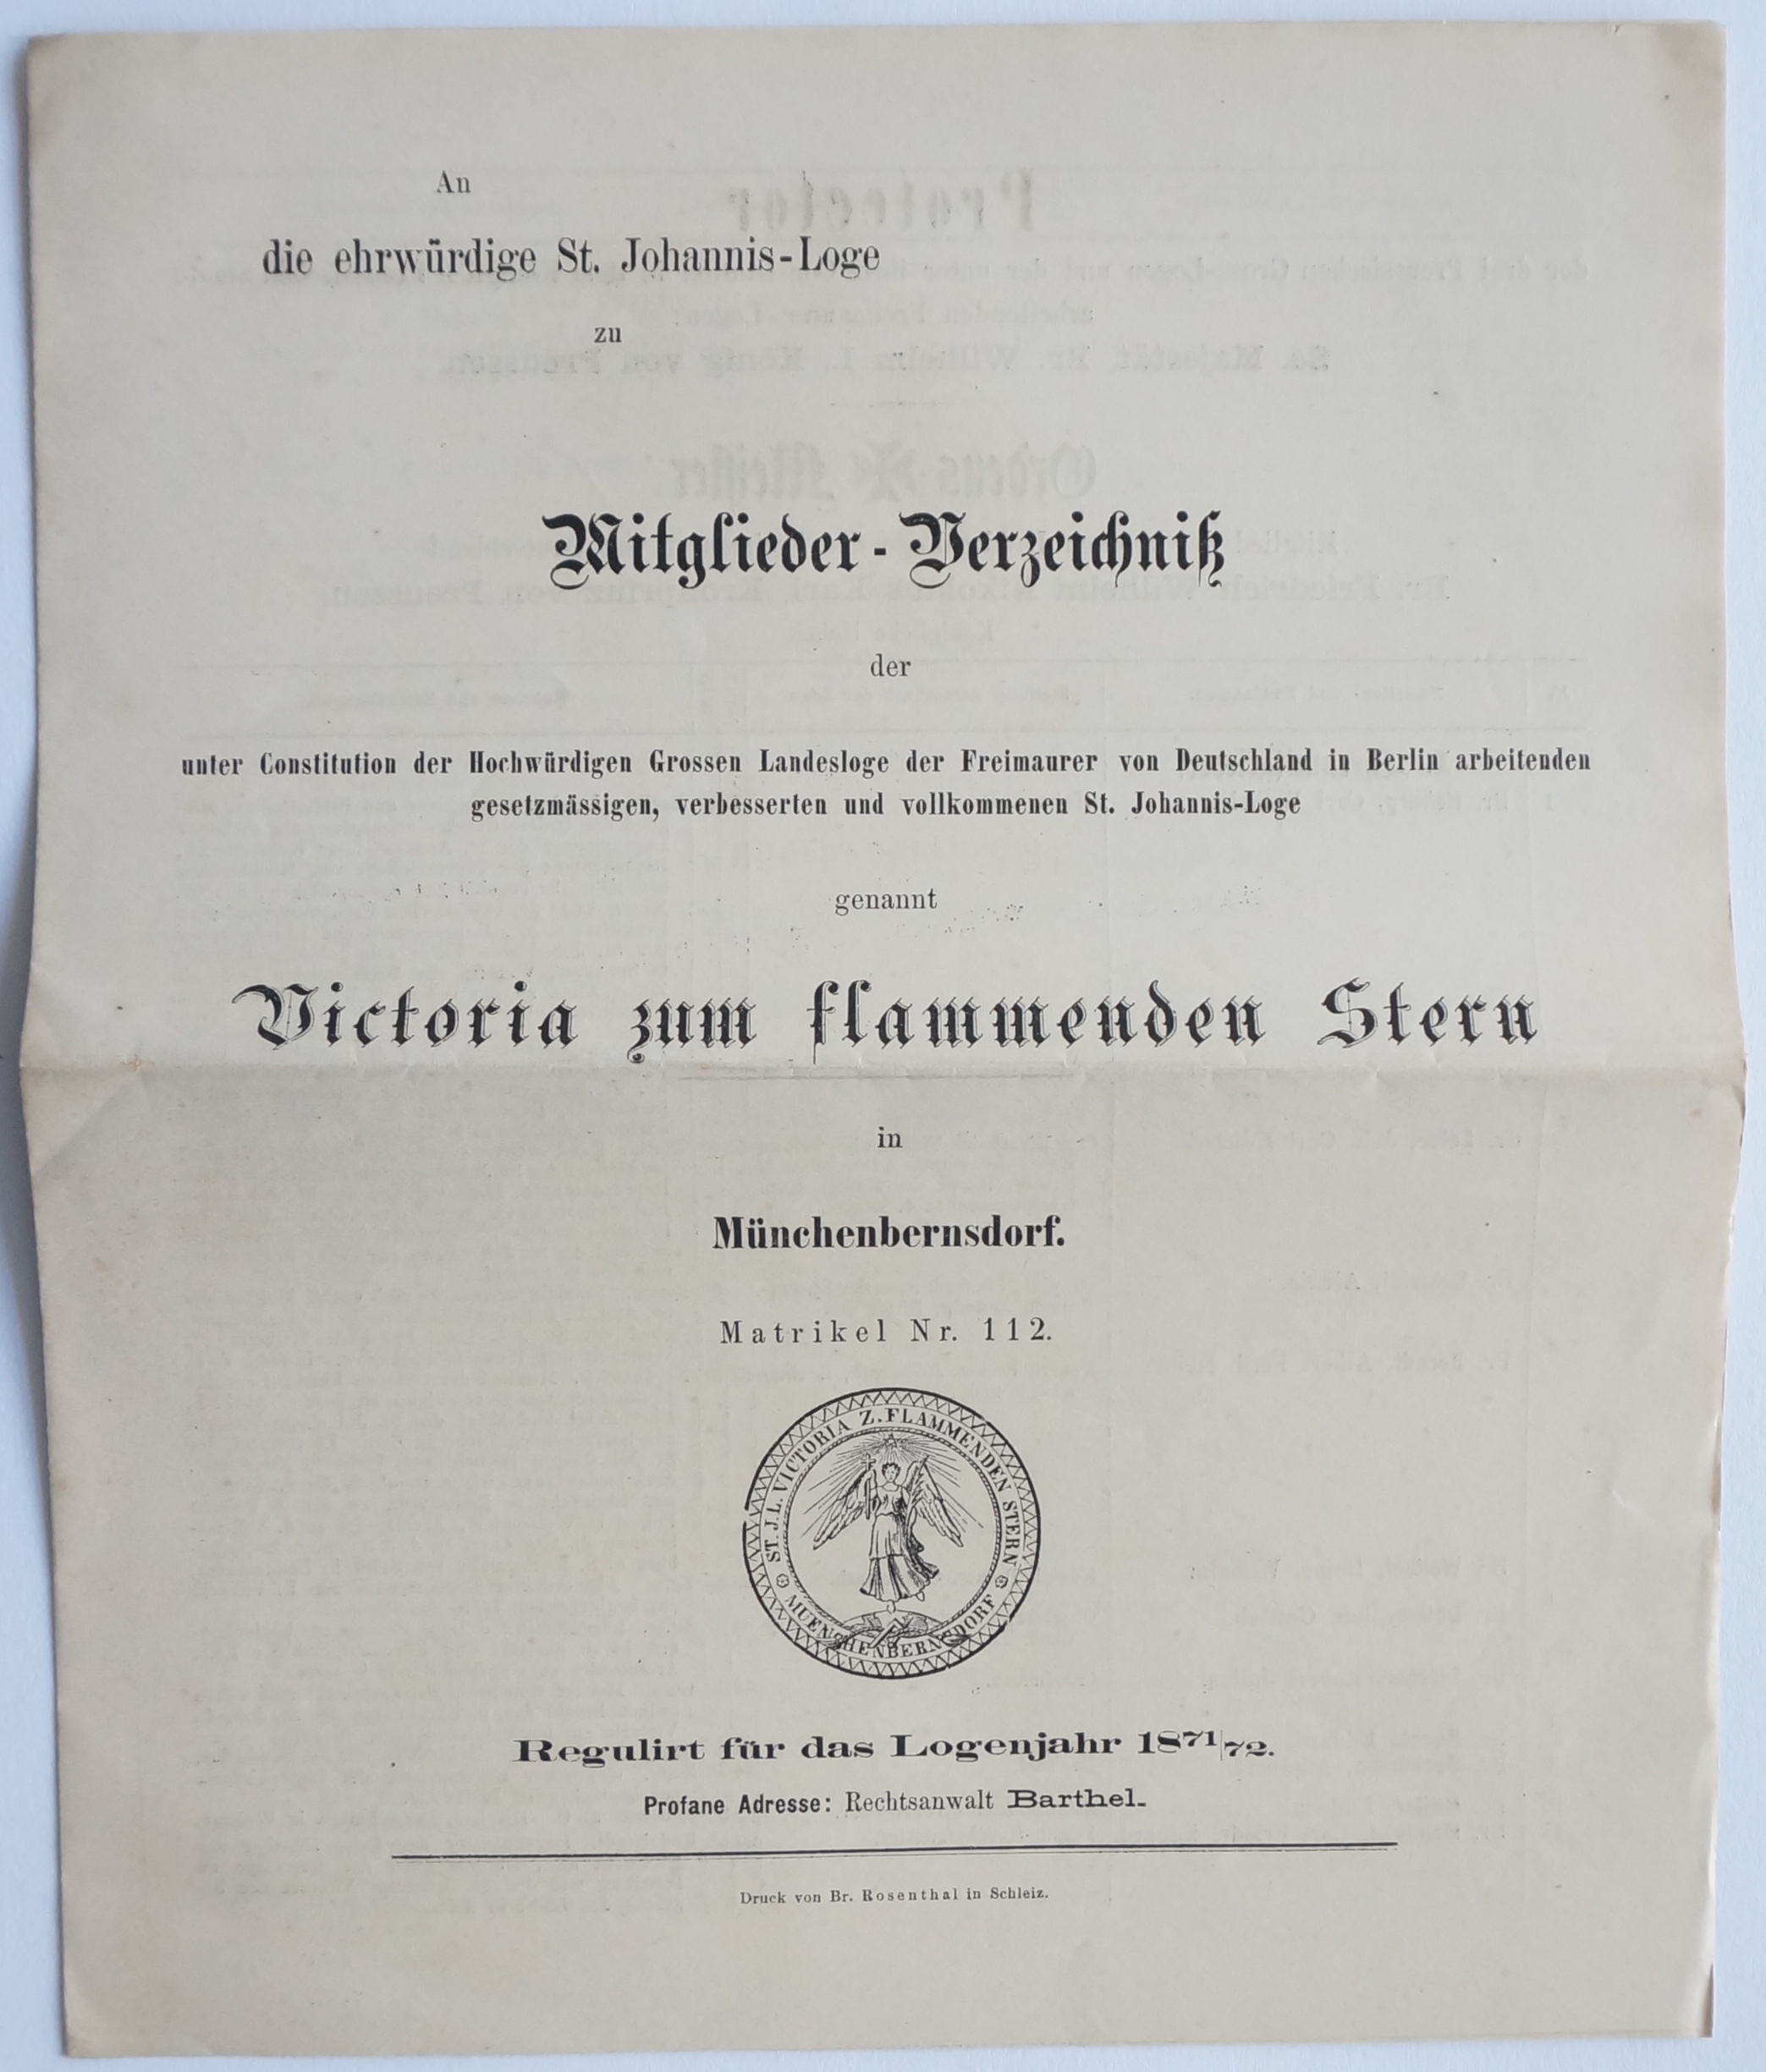 An
die ehrwürdige St. Johannis-Loge
zu
Mitglieder-Verzeichniß
der
unter Constitution der Hochwürdigen Grossen Landesloge der Freimaurer von Deutschland in Berlin arbeitenden
gesetzmässigen, verbesserten und vollkommenen St. Johannis-Loge
genannt
Victoria zum flammenden Stern
in
Münchenbernsdorf.
Matrikel Nr. 112.
ST. J. L. VICTORIA Z. FLAMMENDEN STERN
MUENCHENBERNSDORF
Regulirt für das Logenjahr 1871/72.
Profane Adresse: Rechtsanwalt Barthel.
Druck von Br. Rosenthal in Schleiz.